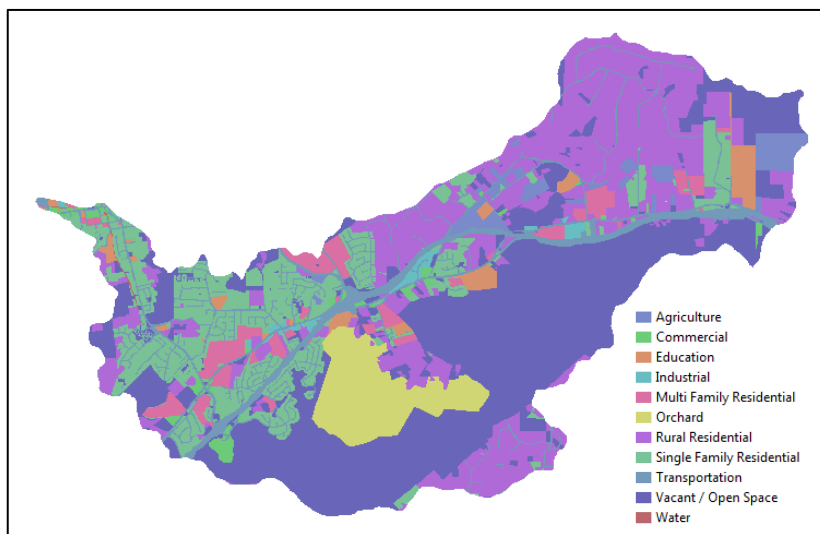 Agriculture
Commercial
Education
Industrial
Multi Family Residential
Orchard
Rural Residential
Single Family Residential
Transportation
Vacant / Open Space
Water